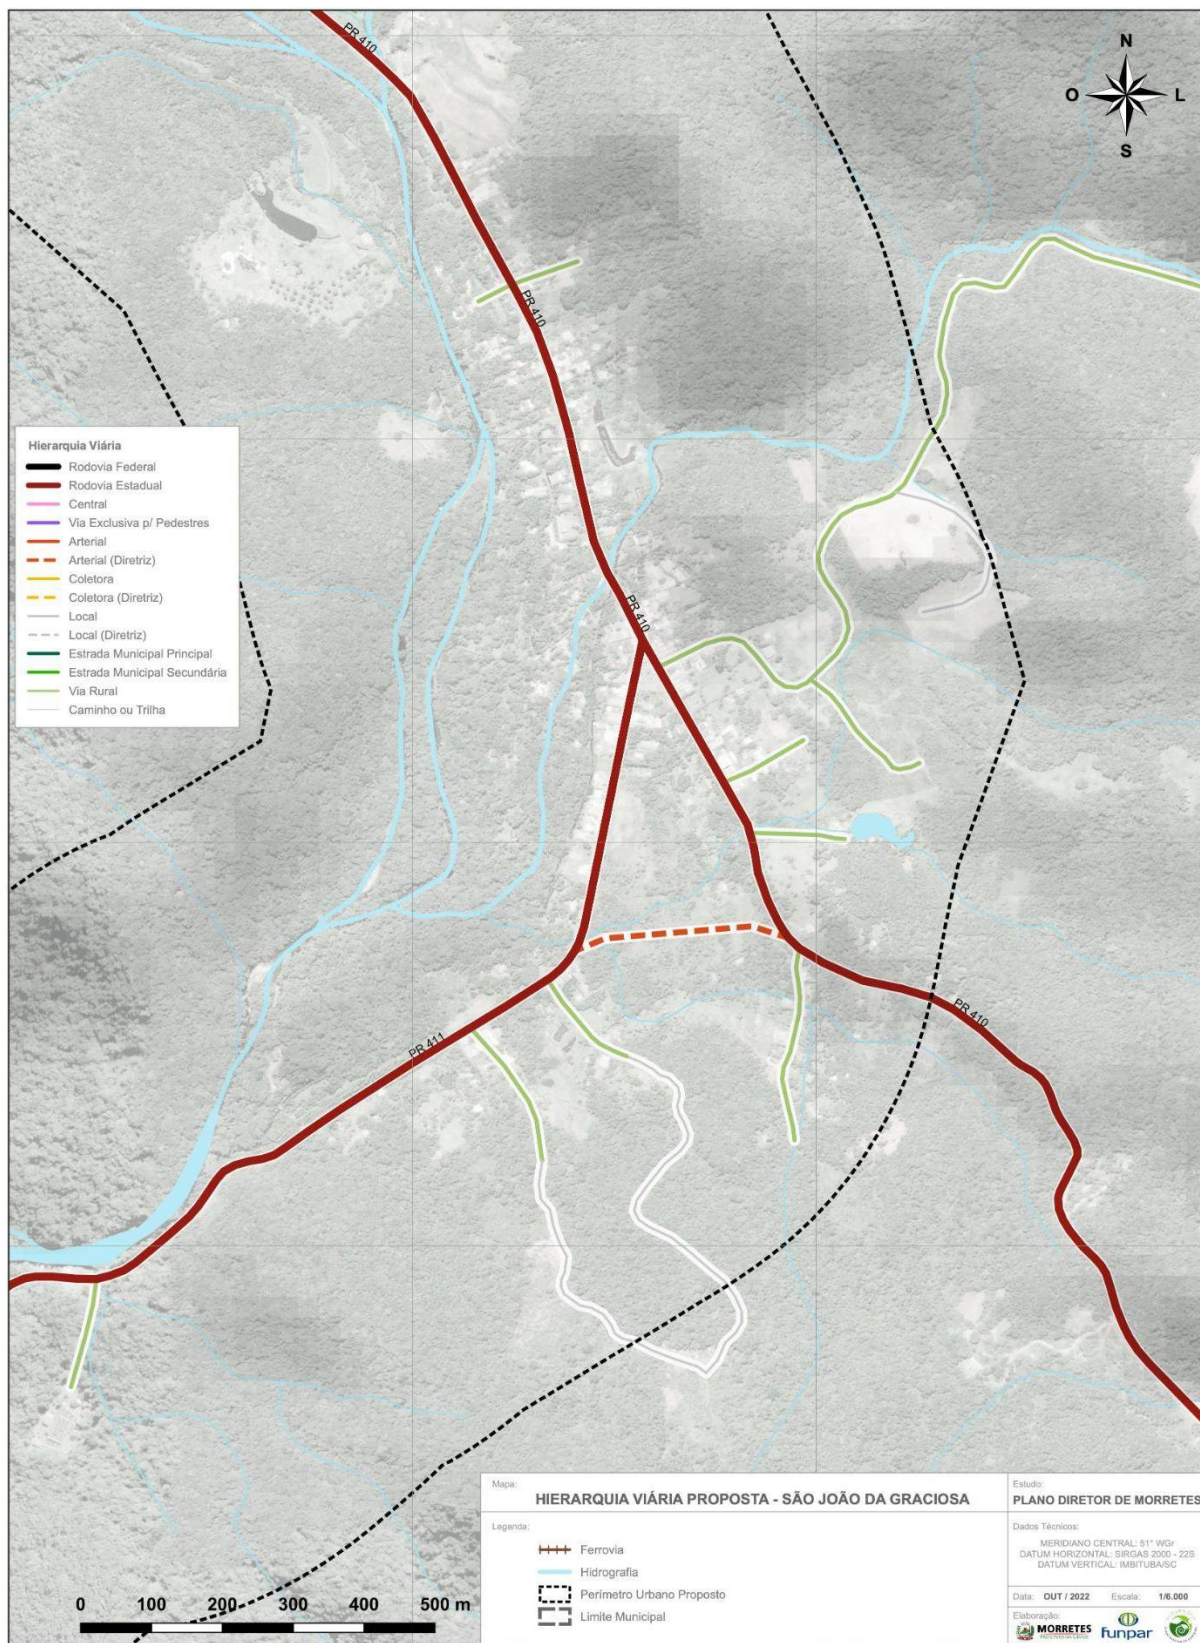 PR 410
N
O
L
S
PR 410
Hierarquia Viária
Rodovia Federal
Rodovia Estadual
Central
Via Exclusiva p/ Pedestres
Arterial
Arterial (Diretriz)
Coletora
Coletora (Diretriz)
Local
Local (Diretriz)
Estrada Municipal Principal
Estrada Municipal Secundária
Via Rural
Caminho ou Trilha
PR 410
PR 410
PR 411
Mapa:
HIERARQUIA VIÁRIA PROPOSTA - SÃO JOÃO DA GRACIOSA
Legenda:
Ferrovia
Hidrografia
Perímetro Urbano Proposto
Limite Municipal
Estudo:
PLANO DIRETOR DE MORRETES
Dados Técnicos:
MERIDIANO CENTRAL: 51° WGr
DATUM HORIZONTAL: SIRGAS 2000 - 22S
DATUM VERTICAL: IMBITUBA/SC
Data: OUT / 2022 Escala: 1/6.000
Elaboração:
MORRETES
funpar
0 100 200 300 400 500 m